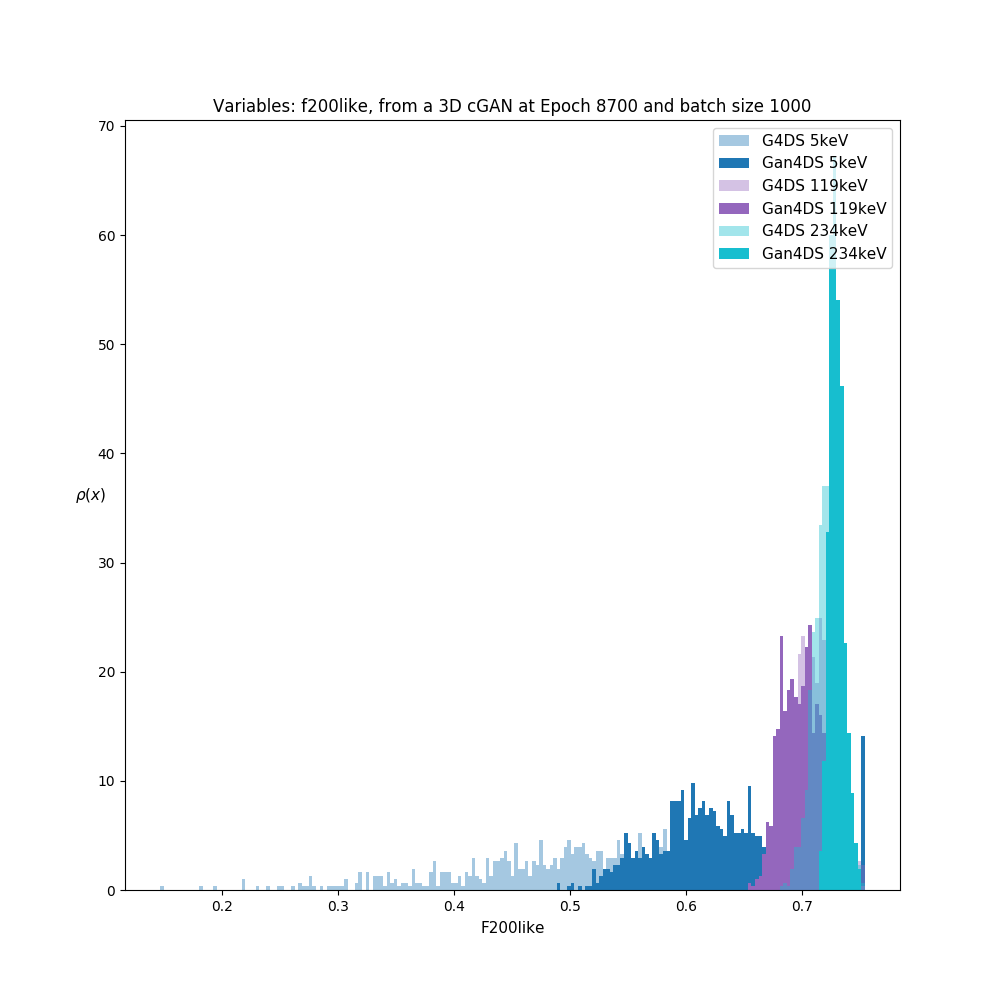 Variables: f200like, from a 3D cGAN at Epoch 8700 and batch size 1000
70
60
50
40
30
20
10
0
ρ(x)
G4DS 5keV
Gan4DS 5keV
G4DS 119keV
Gan4DS 119keV
G4DS 234keV
Gan4DS 234keV
0.2 0.3 0.4 0.5 0.6 0.7
F200like